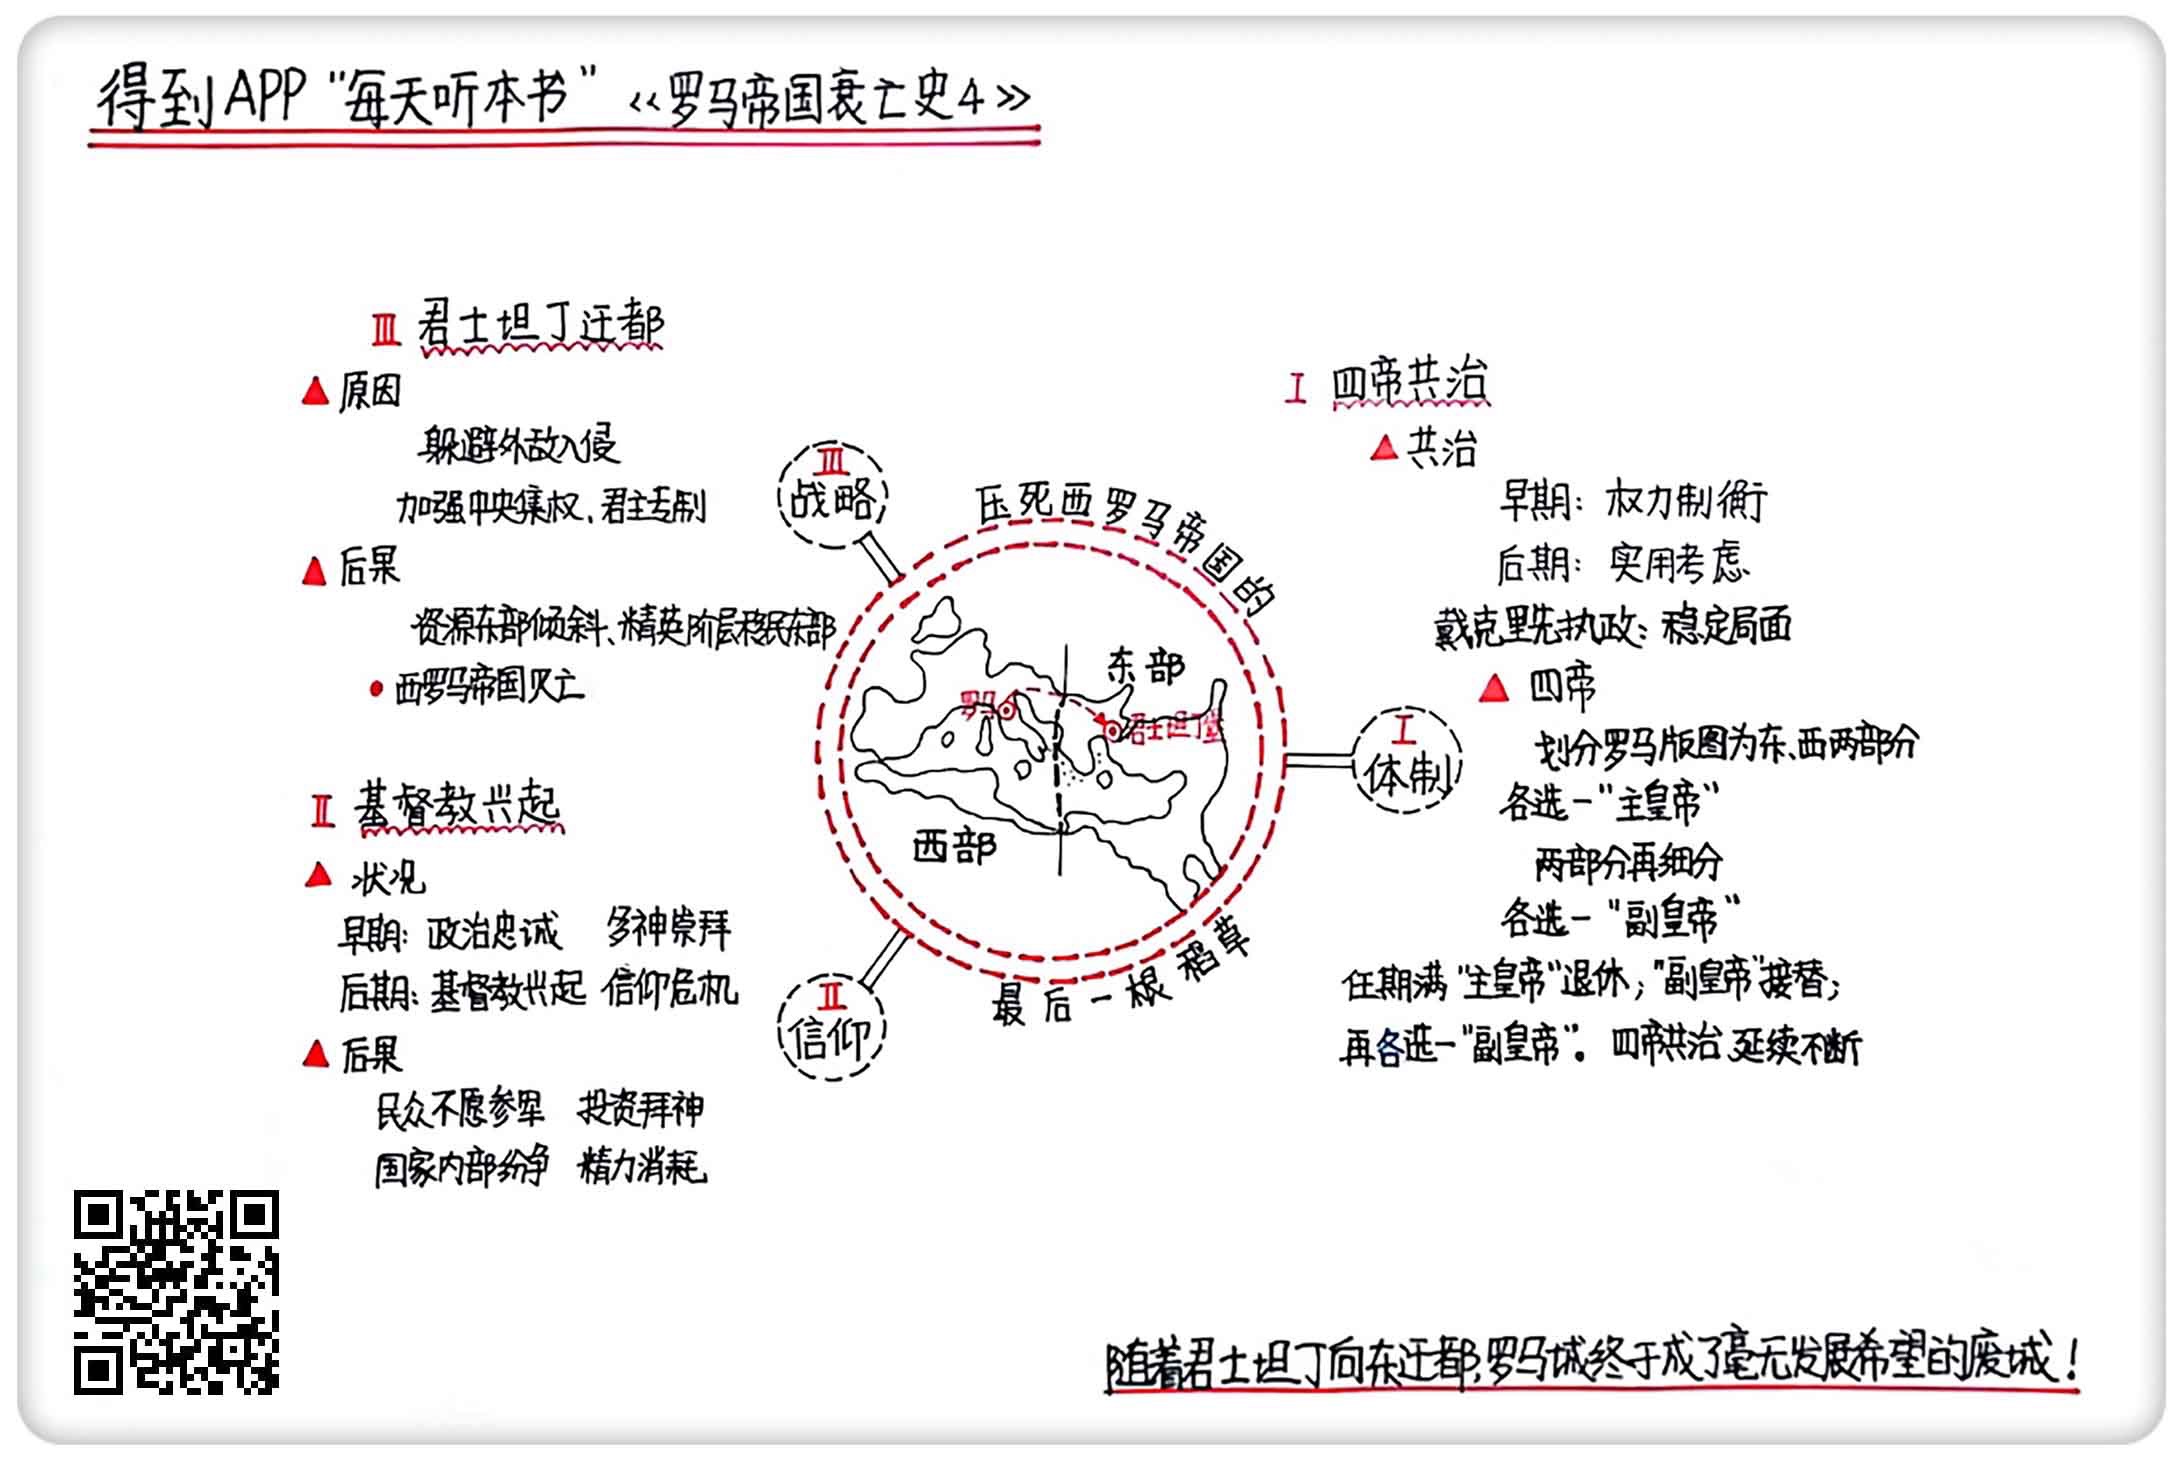 得到APP“每天听本书”《罗马帝国衰亡史4》
Ⅲ 君士坦丁迁都
原因
躲避外敌入侵
加强中央集权、君主专制
后果
资源东部倾斜、精英阶层移民东部
西罗马帝国灭亡
Ⅱ 基督教兴起
状况
早期：政治忠诚 多神崇拜
后期：基督教兴起 信仰危机
后果
民众不愿参军 投资拜神
国家内部纷争 精力消耗
Ⅲ
战略
压死西罗马帝国的
东部
罗马
君士坦丁堡
西部
最后一根稻草
Ⅱ
信仰
Ⅰ
体制
Ⅰ 四帝共治
共治
早期：权力制衡
后期：实用考虑
戴克里先执政：稳定局面
四帝
划分罗马版图为东、西两部分
各选一“主皇帝”
两部分再细分
各选一“副皇帝”
任期满“主皇帝”退休；“副皇帝”接替；
再各选一“副皇帝”。四帝共治延续不断
随着君士坦丁向东迁都，罗马城终于成了毫无发展希望的废城！